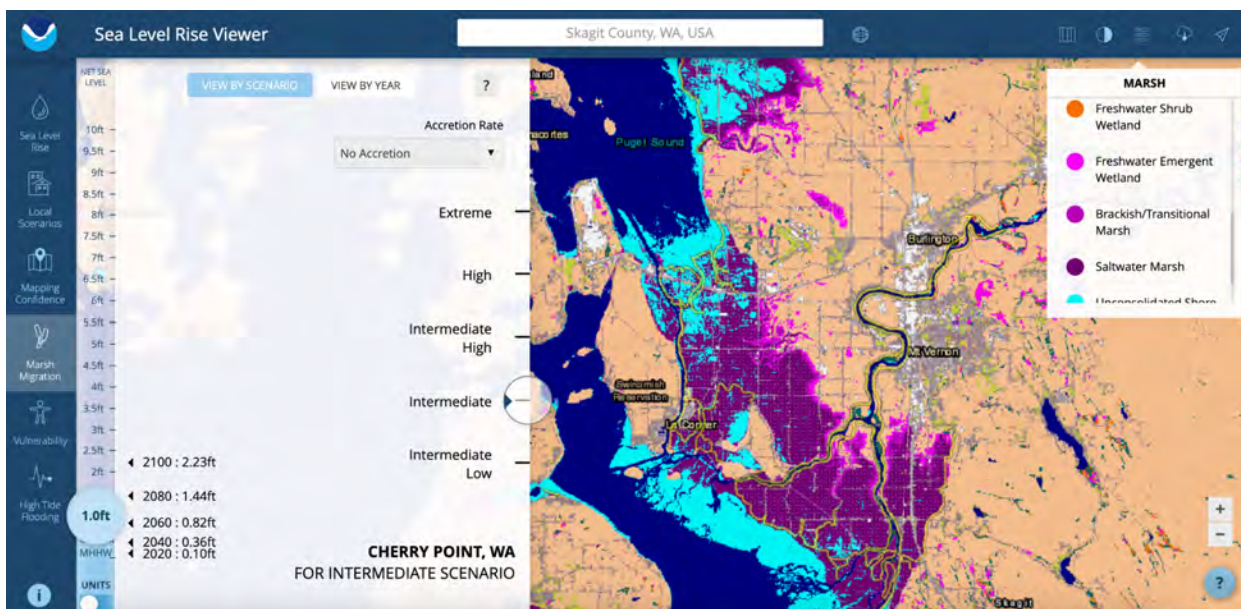 Sea Level Rise Viewer
Skagit County, WA, USA
NET SEA
LEVEL
10ft
9.5ft
9ft
8.5ft
8ft
7.5ft
7ft
6.5ft
6ft
5.5ft
5ft
4.5ft
4ft
3.5ft
3ft
2.5ft
2ft
1.0ft
MHHW
UNITS
Sea Level
Rise
Local
Scenarios
Mapping
Confidence
Marsh
Migration
Vulnerability
High Tide
Flooding
i
VIEW BY SCENARIO
VIEW BY YEAR
?
Accretion Rate
No Accretion
Extreme
High
Intermediate
High
Intermediate
Intermediate
Low
2100 : 2.23ft
2080 : 1.44ft
2060 : 0.82ft
2040 : 0.36ft
2020 : 0.10ft
CHERRY POINT, WA
FOR INTERMEDIATE SCENARIO
Puget Sound
Burlington
Mt Vernon
Swinomish
Reservation
La Conner
Skagit
MARSH
Freshwater Shrub
Wetland
Freshwater Emergent
Wetland
Brackish/Transitional
Marsh
Saltwater Marsh
Unconsolidated Shore
+
−
?